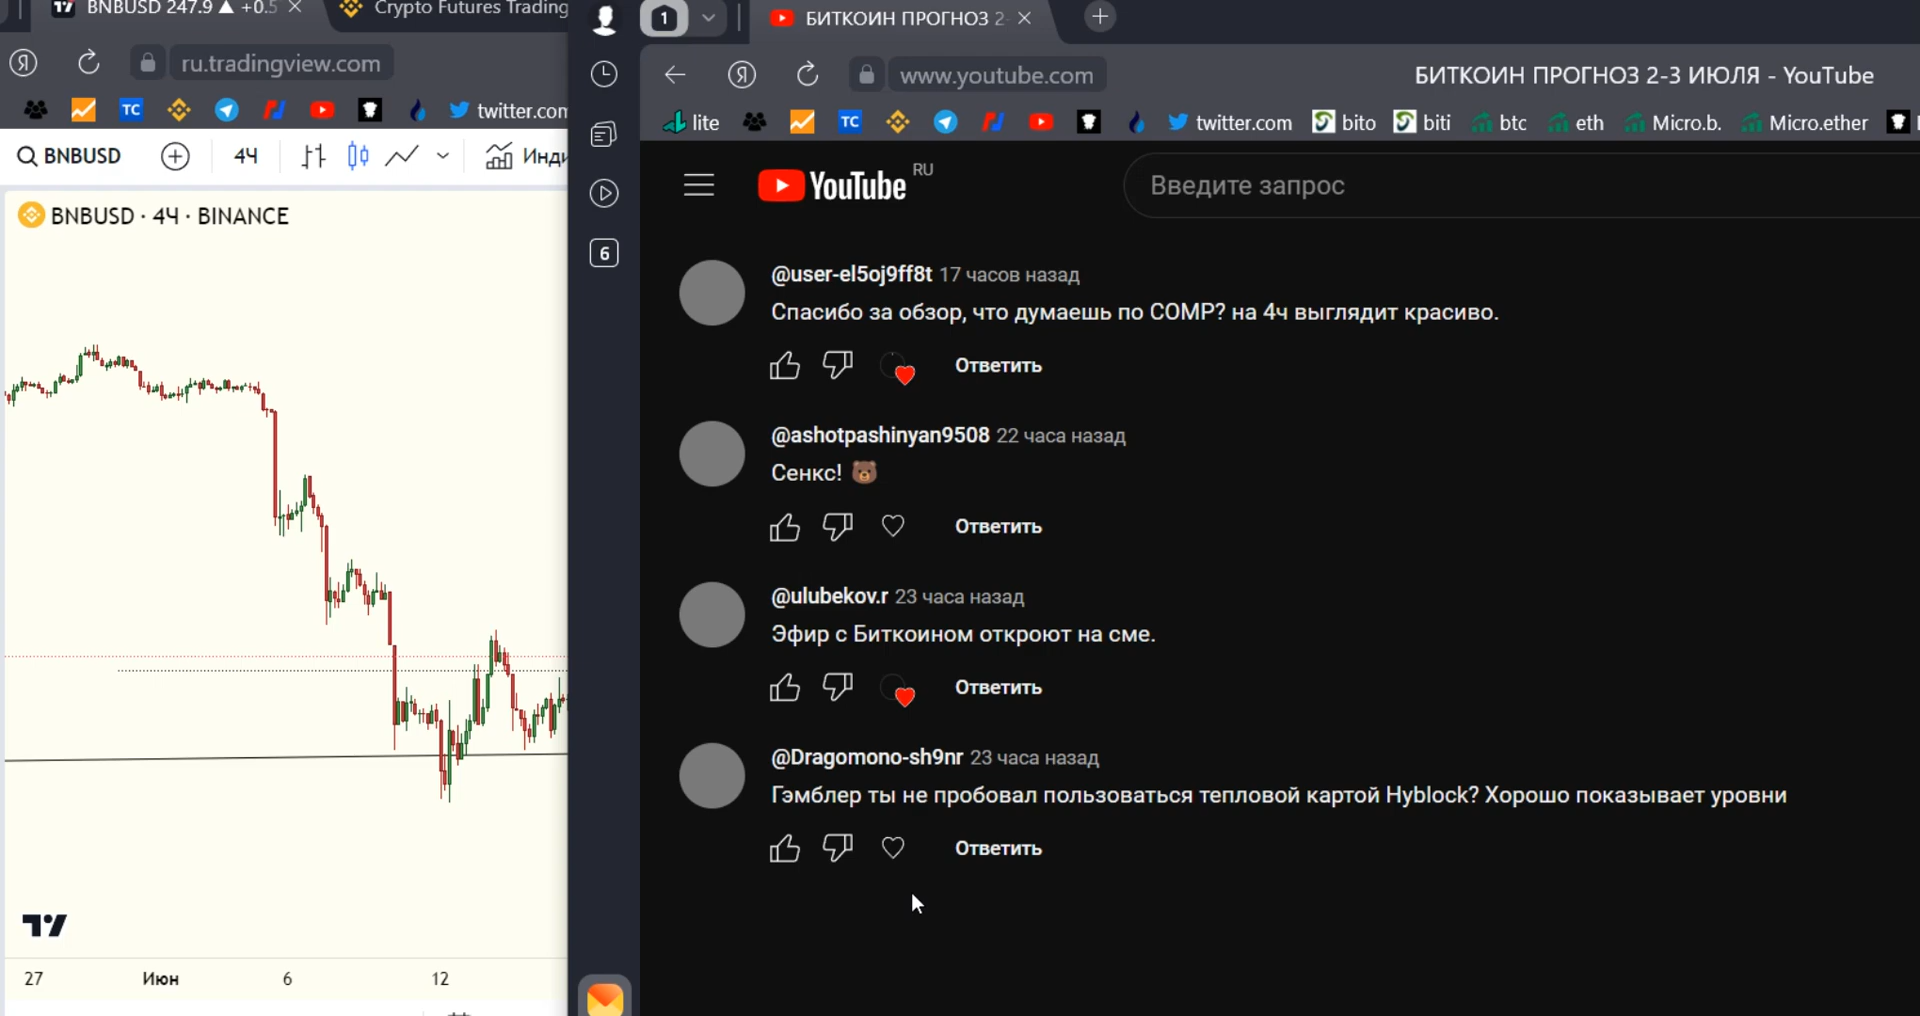 BNBUSD 247.9 ▲ +0.5
Crypto Futures Trading
ru.tradingview.com
TC
twitter.com
BNBUSD
4Ч
Инди
BNBUSD · 4Ч · BINANCE
27
Июн
6
12
1
6
БИТКОИН ПРОГНОЗ 2-
www.youtube.com
БИТКОИН ПРОГНОЗ 2-3 ИЮЛЯ - YouTube
lite
TC
twitter.com
bito
biti
btc
eth
Micro.b.
Micro.ether
YouTube RU
Введите запрос
@user-el5oj9ff8t 17 часов назад
Спасибо за обзор, что думаешь по COMP? на 4ч выглядит красиво.
Ответить
@ashotpashinyan9508 22 часа назад
Сенкс! 🐻
Ответить
@ulubekov.r 23 часа назад
Эфир с Биткоином откроют на сме.
Ответить
@Dragomono-sh9nr 23 часа назад
Гэмблер ты не пробовал пользоваться тепловой картой Hyblock? Хорошо показывает уровни
Ответить